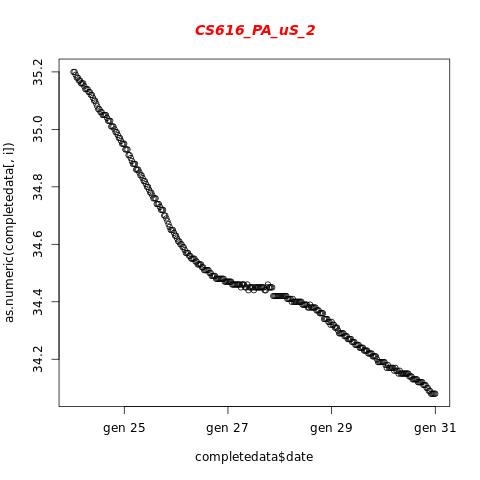 CS616_PA_uS_2
as.numeric(completedata[, i])
35.2
35.0
34.8
34.6
34.4
34.2
gen 25 gen 27 gen 29 gen 31
completedata$date